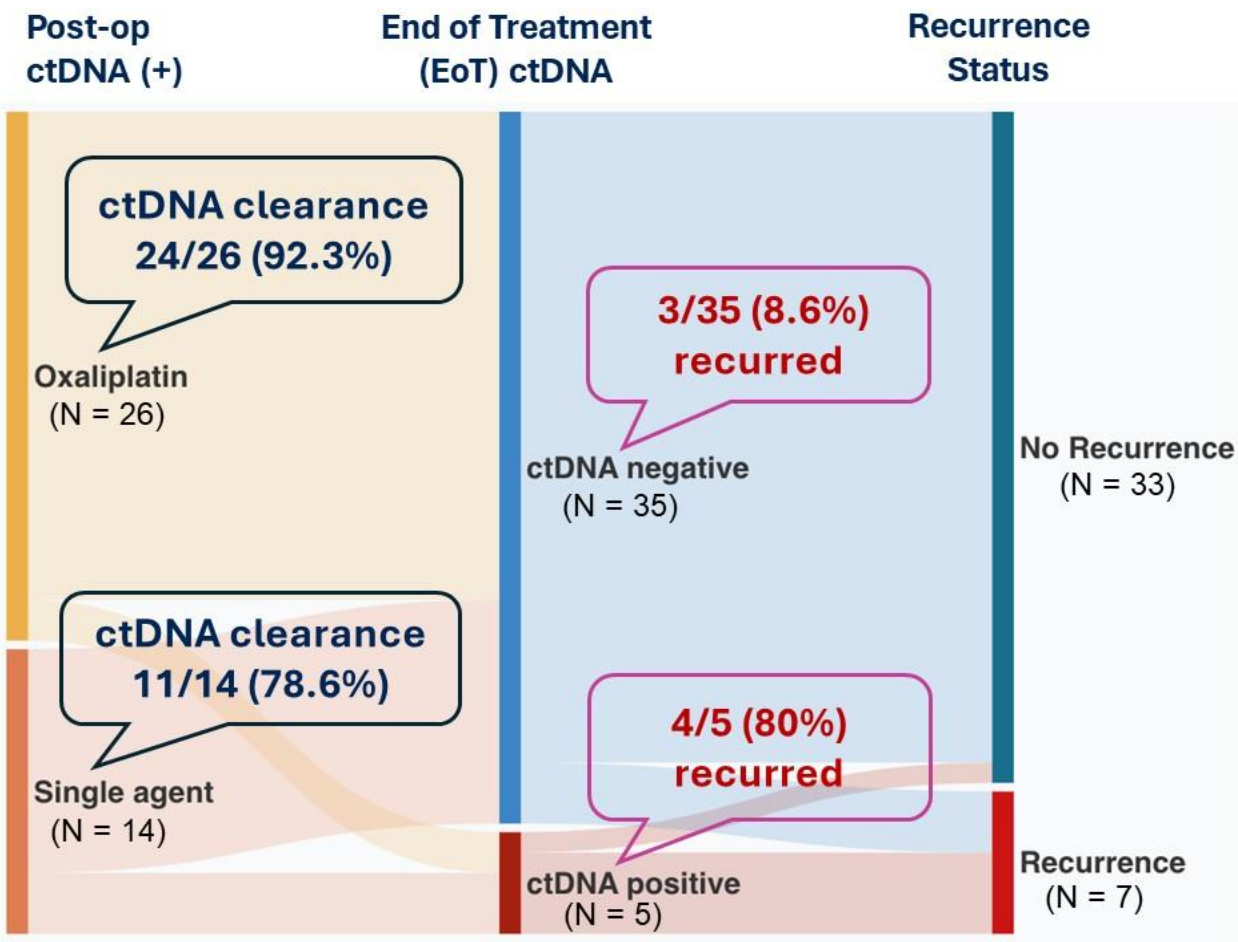 Post-op
ctDNA (+)
End of Treatment
(EoT) ctDNA
Recurrence
Status
ctDNA clearance
24/26 (92.3%)
Oxaliplatin
(N = 26)
3/35 (8.6%)
recurred
ctDNA negative
(N = 35)
No Recurrence
(N = 33)
ctDNA clearance
11/14 (78.6%)
Single agent
(N = 14)
4/5 (80%)
recurred
ctDNA positive
(N = 5)
Recurrence
(N = 7)